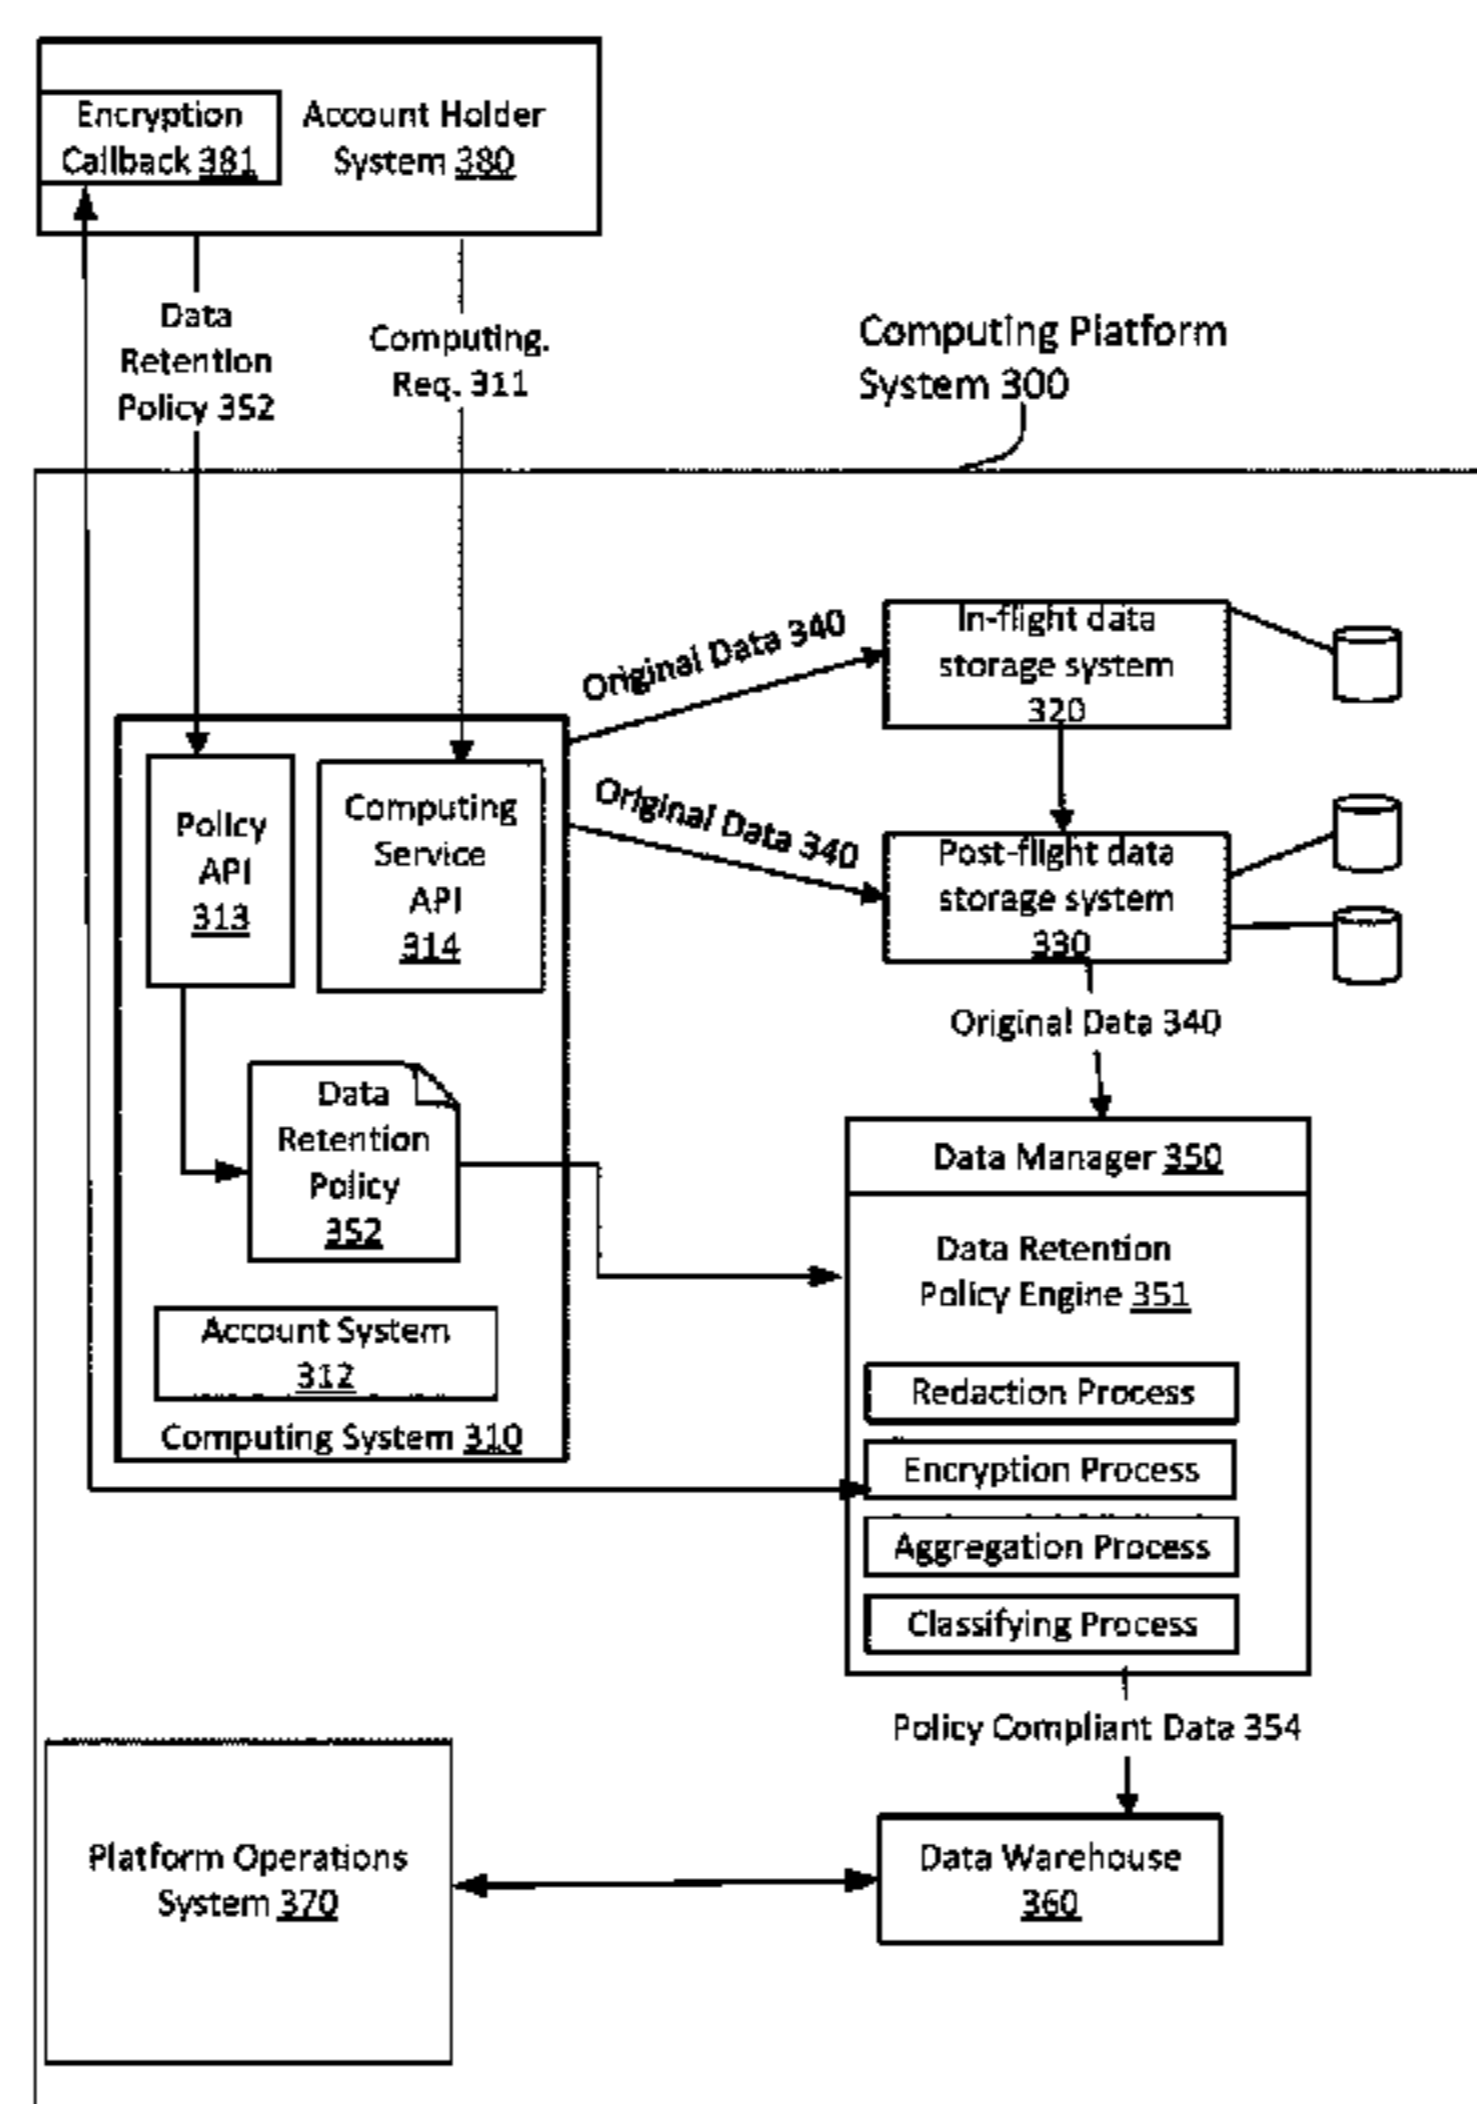 Encryption
Callback 381
Account Holder
System 380
Data
Retention
Policy 352
Computing.
Req. 311
Computing Platform
System 300
Original Data 340
In-flight data
storage system
320
Original Data 340
Post-flight data
storage system
330
Policy
API
313
Computing
Service
API
314
Original Data 340
Data
Retention
Policy
352
Data Manager 350
Data Retention
Policy Engine 351
Account System
312
Computing System 310
Redaction Process
Encryption Process
Aggregation Process
Classifying Process
Policy Compliant Data 354
Platform Operations
System 370
Data Warehouse
360